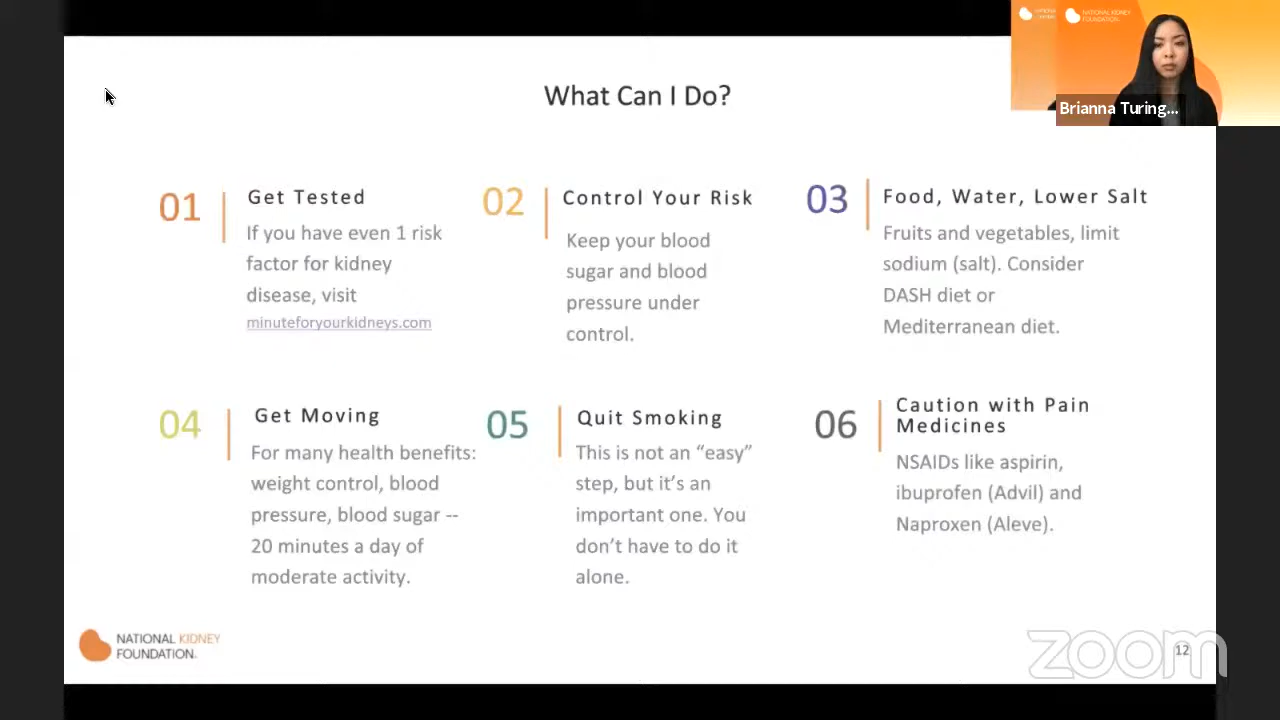 What Can I Do?
NATIONAL KIDNEY
FOUNDATION.
Brianna Turing...
01
Get Tested
If you have even 1 risk
factor for kidney
disease, visit
minuteforyourkidneys.com
02
Control Your Risk
Keep your blood
sugar and blood
pressure under
control.
03
Food, Water, Lower Salt
Fruits and vegetables, limit
sodium (salt). Consider
DASH diet or
Mediterranean diet.
04
Get Moving
For many health benefits:
weight control, blood
pressure, blood sugar --
20 minutes a day of
moderate activity.
05
Quit Smoking
This is not an “easy”
step, but it’s an
important one. You
don’t have to do it
alone.
06
Caution with Pain
Medicines
NSAIDs like aspirin,
ibuprofen (Advil) and
Naproxen (Aleve).
NATIONAL KIDNEY
FOUNDATION.
zoom
12